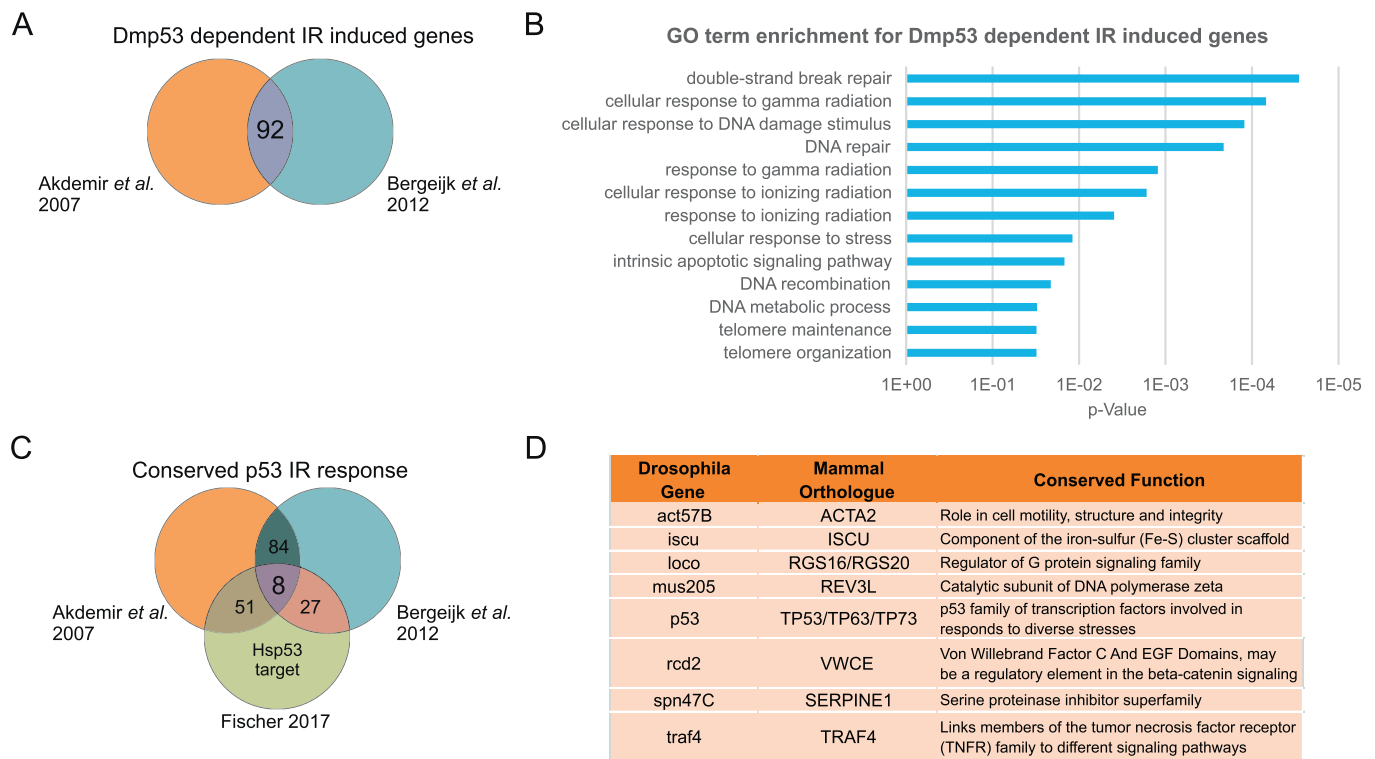 A
Dmp53 dependent IR induced genes
92
Akdemir et al.
2007
Bergeijk et al.
2012
B
GO term enrichment for Dmp53 dependent IR induced genes
double-strand break repair
cellular response to gamma radiation
cellular response to DNA damage stimulus
DNA repair
response to gamma radiation
cellular response to ionizing radiation
response to ionizing radiation
cellular response to stress
intrinsic apoptotic signaling pathway
DNA recombination
DNA metabolic process
telomere maintenance
telomere organization
1E+00 1E-01 1E-02 1E-03 1E-04 1E-05
p-Value
C
Conserved p53 IR response
84
8
51
27
Akdemir et al.
2007
Bergeijk et al.
2012
Hsp53
target
Fischer 2017
D
Drosophila
Gene
Mammal
Orthologue
Conserved Function
act57B ACTA2 Role in cell motility, structure and integrity
iscu ISCU Component of the iron-sulfur (Fe-S) cluster scaffold
loco RGS16/RGS20 Regulator of G protein signaling family
mus205 REV3L Catalytic subunit of DNA polymerase zeta
p53 TP53/TP63/TP73 p53 family of transcription factors involved in
responds to diverse stresses
rcd2 VWCE Von Willebrand Factor C And EGF Domains, may
be a regulatory element in the beta-catenin signaling
spn47C SERPINE1 Serine proteinase inhibitor superfamily
traf4 TRAF4 Links members of the tumor necrosis factor receptor
(TNFR) family to different signaling pathways